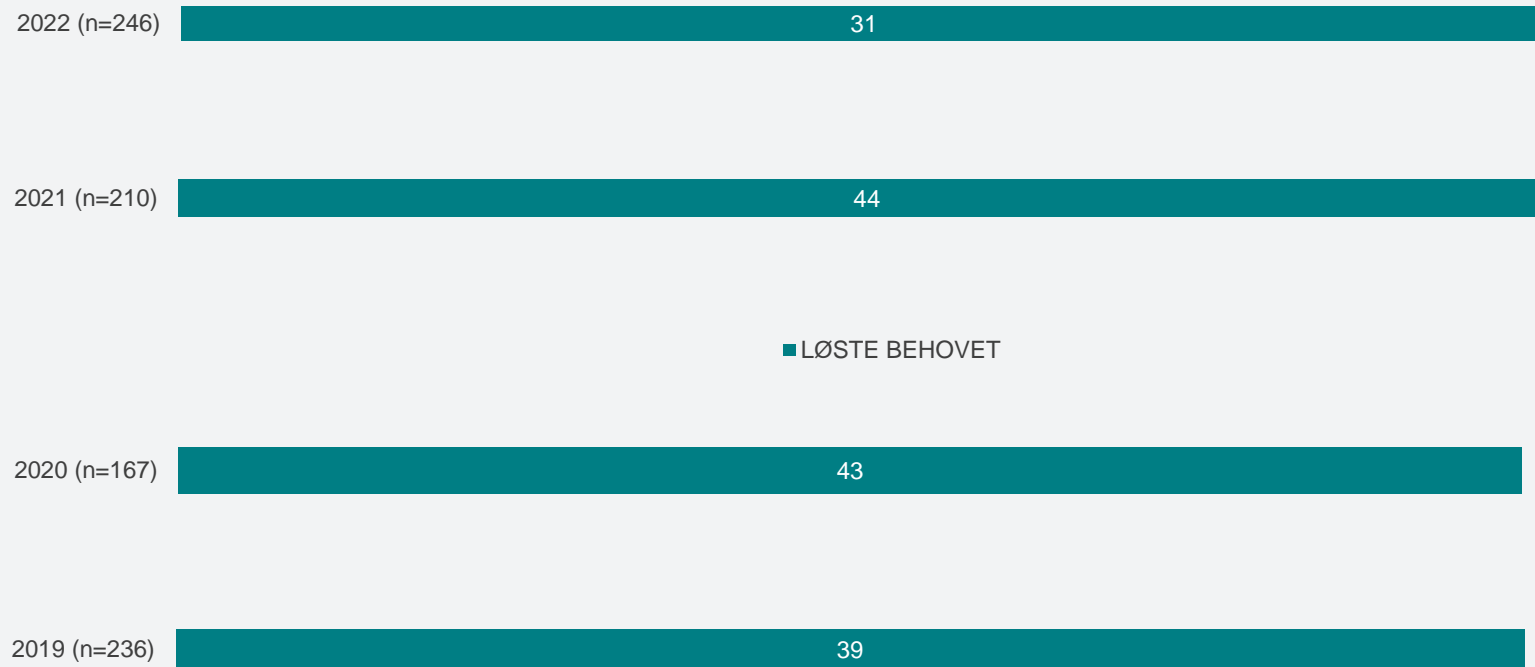 2022 (n=246) 31
2021 (n=210) 44
LØSTE BEHOVET
2020 (n=167) 43
2019 (n=236) 39